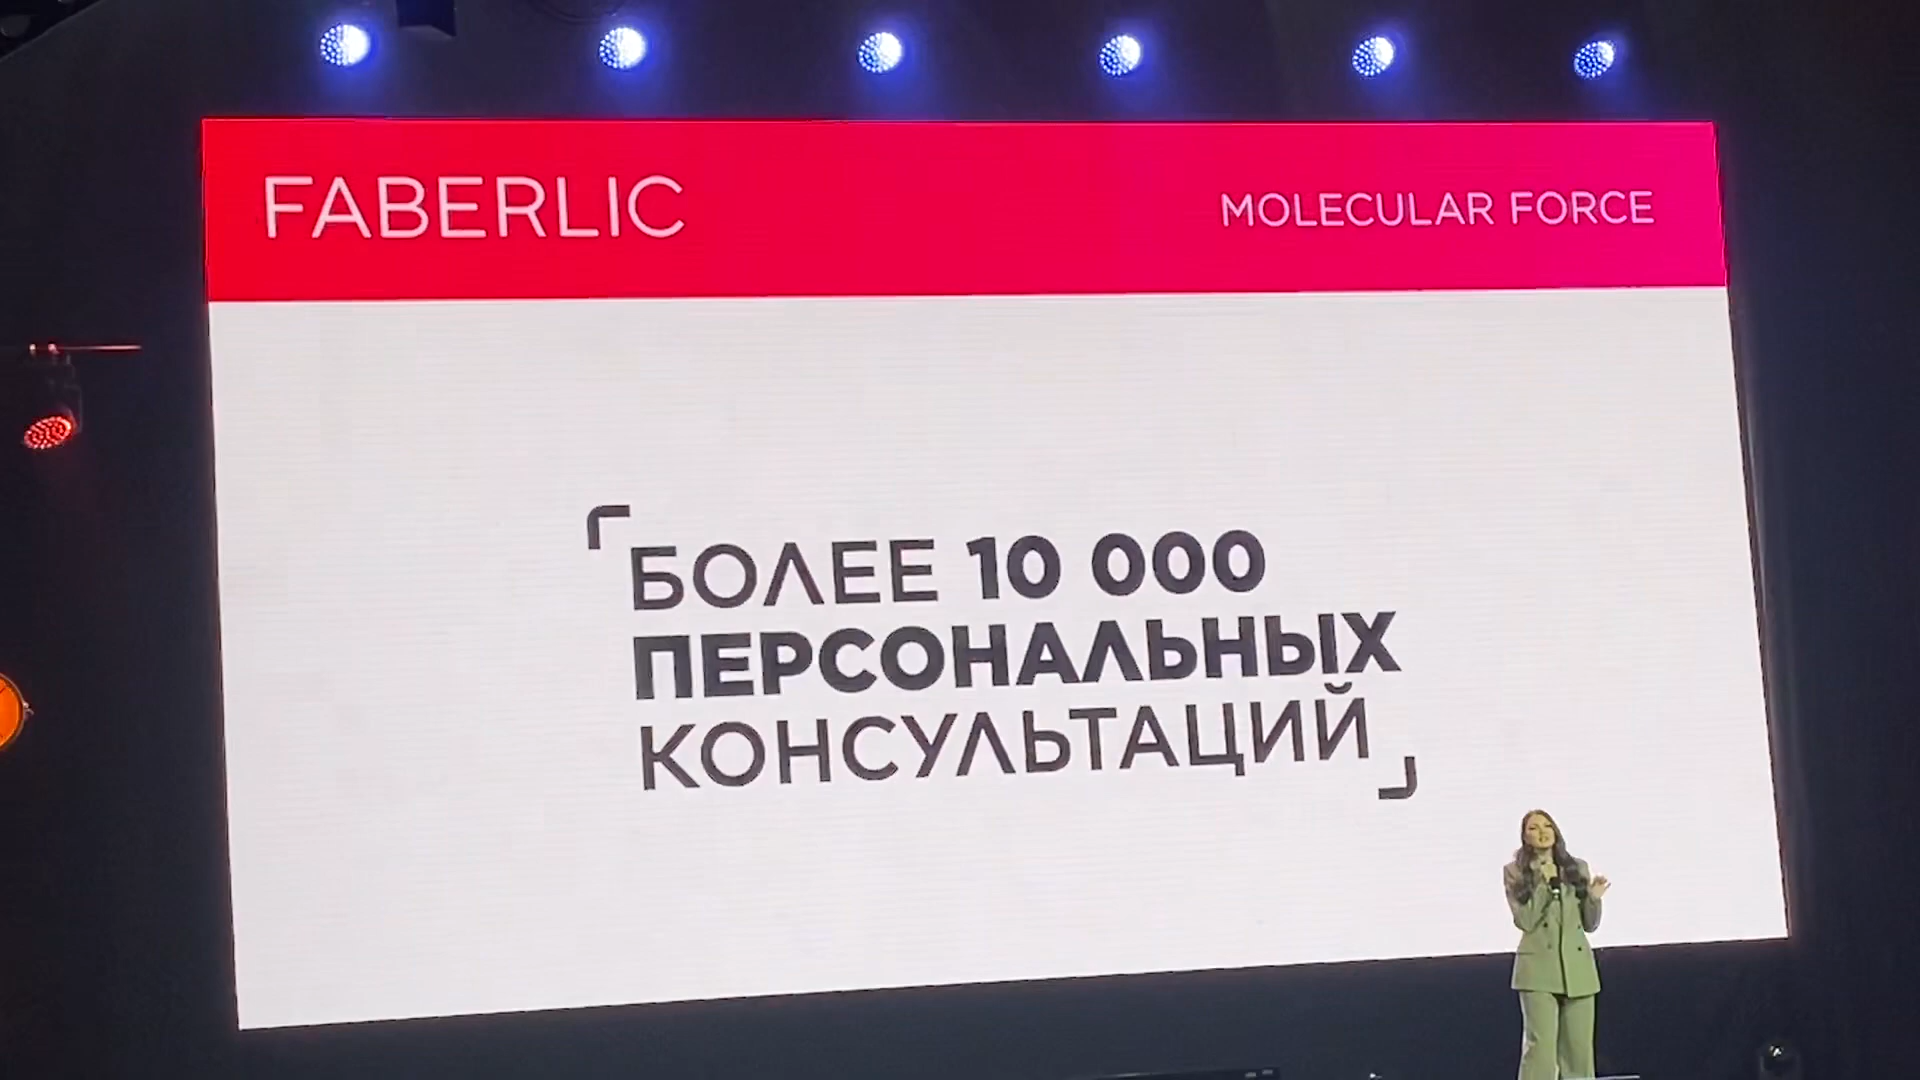 FABERLIC
MOLECULAR FORCE
БОЛЕЕ 10 000
ПЕРСОНАЛЬНЫХ
КОНСУЛЬТАЦИЙ